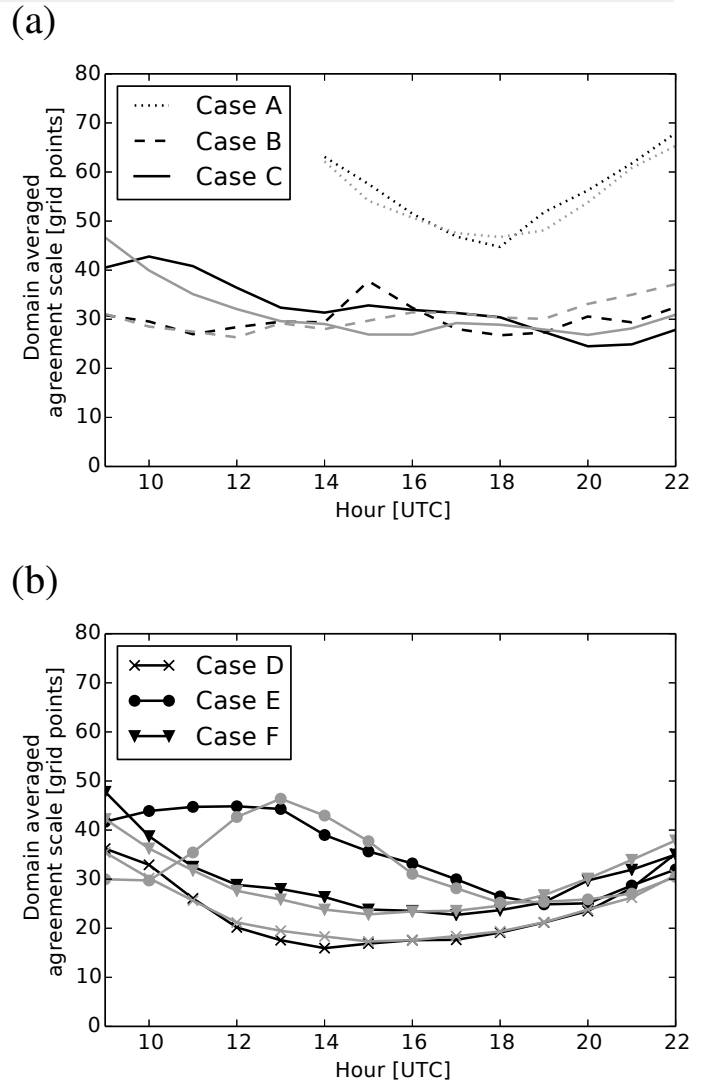 (a)
80
70
60
50
40
30
20
10
0
Domain averaged
agreement scale [grid points]
Case A
Case B
Case C
10 12 14 16 18 20 22
Hour [UTC]
(b)
80
70
60
50
40
30
20
10
0
Domain averaged
agreement scale [grid points]
Case D
Case E
Case F
10 12 14 16 18 20 22
Hour [UTC]